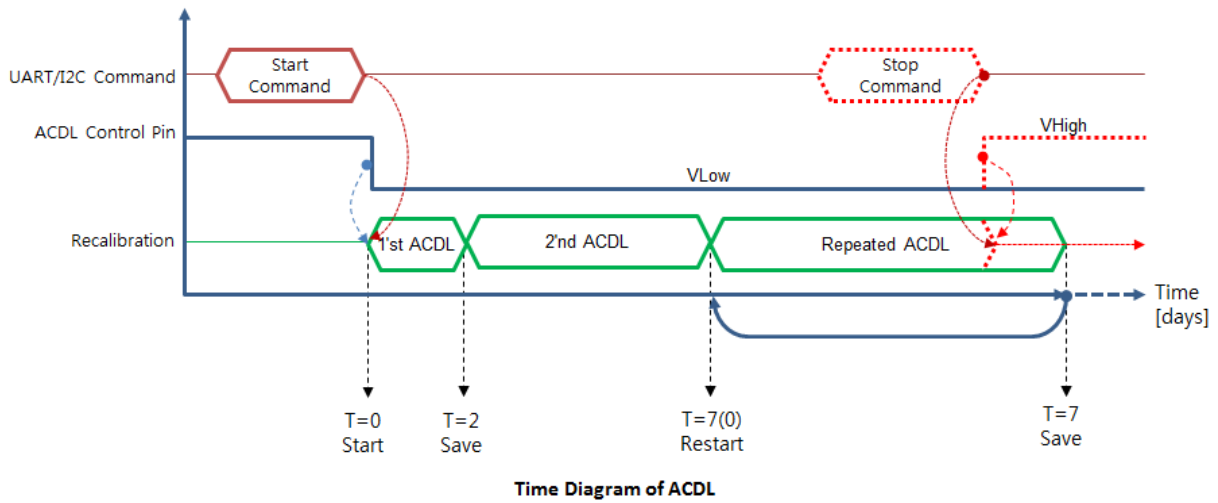 UART/I2C Command
Start
Command
Stop
Command
ACDL Control Pin
VHigh
VLow
Recalibration
1'st ACDL
2'nd ACDL
Repeated ACDL
Time
[days]
T=0
Start
T=2
Save
T=7(0)
Restart
T=7
Save
Time Diagram of ACDL